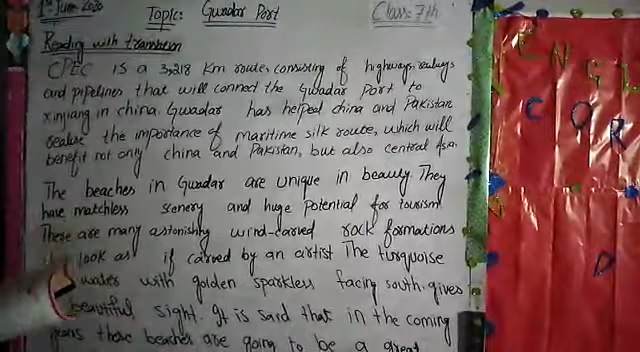 1st June 2020
Topic: Gwadar Port
Class: 7th
Reading with translation
CPEC is a 3,218 km route, consisting of highways, railways
and pipelines that will connect the Gwadar Port to
xinjiang in china. Gwadar has helped china and Pakistan
realise the importance of maritime silk route, which will
benefit not only china and Pakistan, but also central Asia.
The beaches in Gwadar are unique in beauty. They
have matchless scenery and huge potential for tourism.
There are many astonishing wind-carved rock formations
look as if carved by an artist The turquoise
water with golden sparkless facing south, gives
beautiful sight. It is said that in the coming
years these beaches are going to be a great
ENGL
COR
D